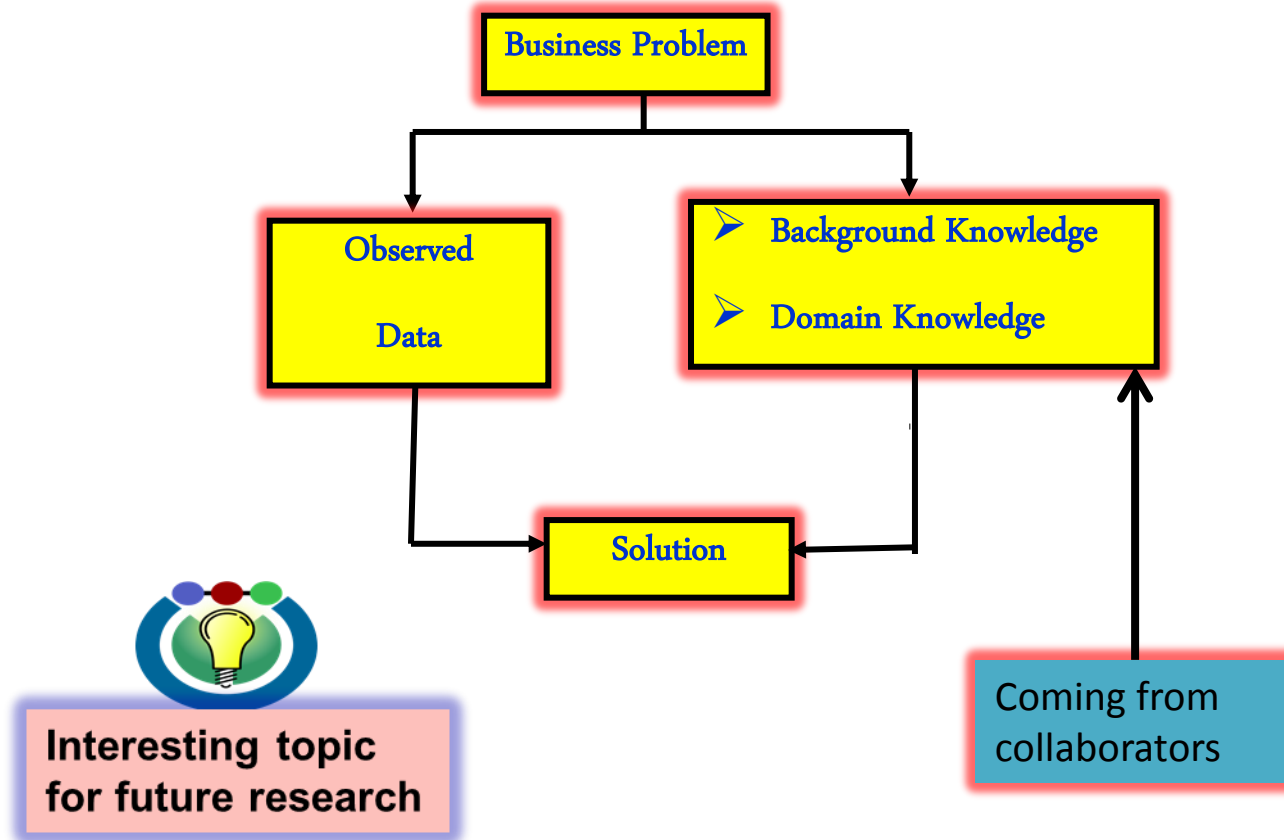 Business Problem
Observed
Data
Background Knowledge
Domain Knowledge
Solution
Interesting topic
for future research
Coming from
collaborators